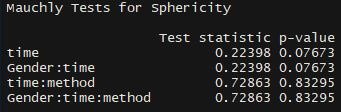 Mauchly Tests for Sphericity
Test statistic p-value
time 0.22398 0.07673
Gender:time 0.22398 0.07673
time:method 0.72863 0.83295
Gender:time:method 0.72863 0.83295